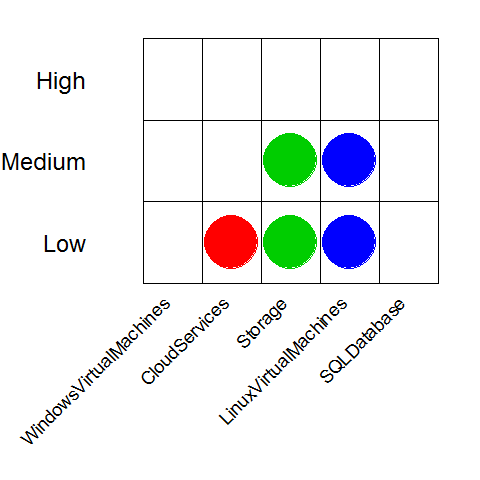 High
Medium
Low
WindowsVirtualMachines
CloudServices
Storage
LinuxVirtualMachines
SQLDatabase